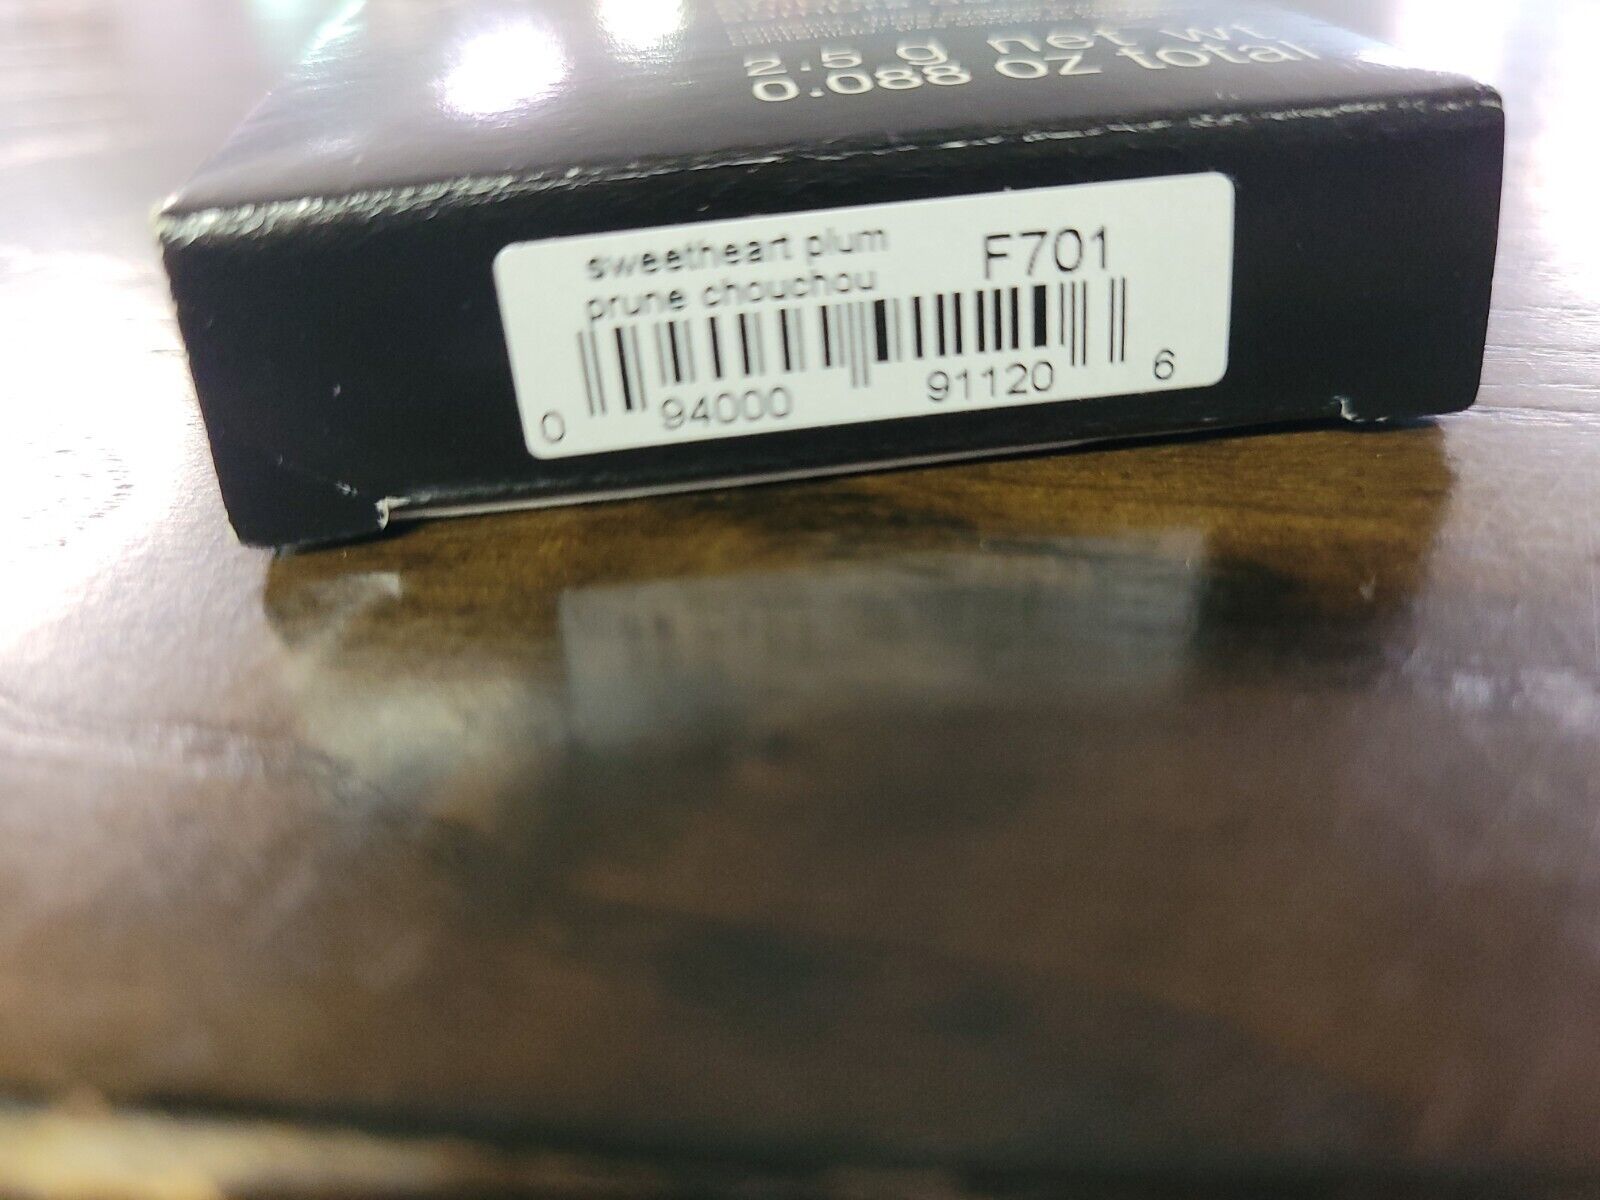 2.5 g net wt
0.088 oz total
sweetheart plum
prune chouchou
F701
0 94000 91120 6